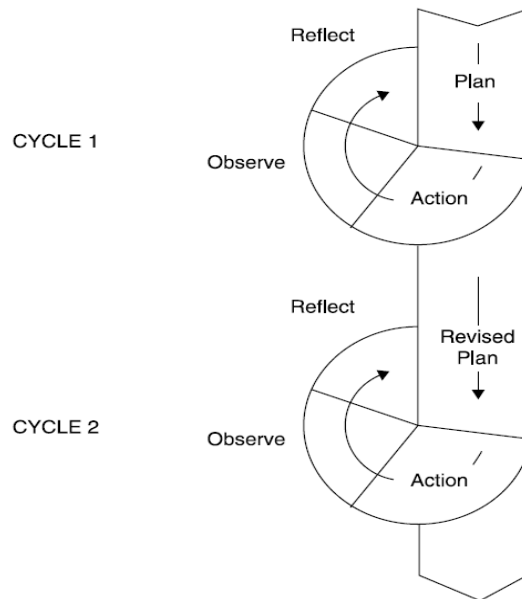 Reflect
Plan
CYCLE 1
Observe
Action
Reflect
Revised
Plan
CYCLE 2
Observe
Action